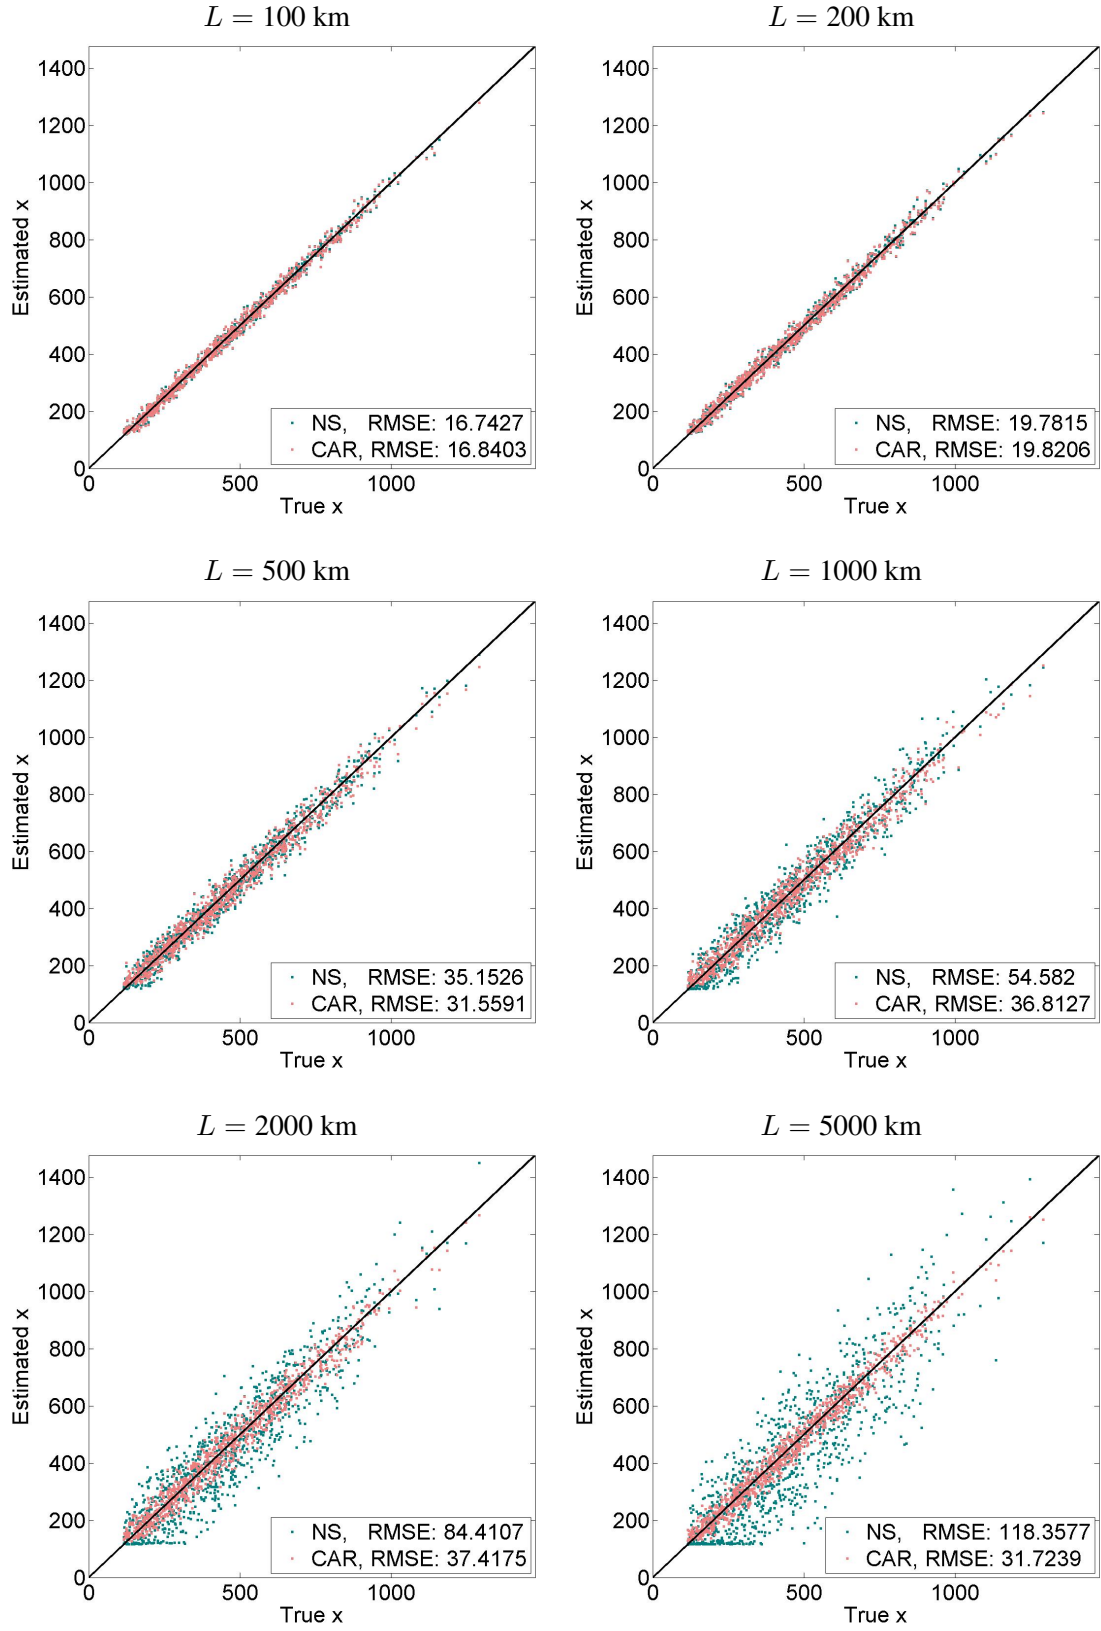 L = 100 km
1400
1200
1000
800
600
400
200
0
Estimated x
NS, RMSE: 16.7427
CAR, RMSE: 16.8403
0 500 1000
True x
L = 200 km
1400
1200
1000
800
600
400
200
0
Estimated x
NS, RMSE: 19.7815
CAR, RMSE: 19.8206
0 500 1000
True x
L = 500 km
1400
1200
1000
800
600
400
200
0
Estimated x
NS, RMSE: 35.1526
CAR, RMSE: 31.5591
0 500 1000
True x
L = 1000 km
1400
1200
1000
800
600
400
200
0
Estimated x
NS, RMSE: 54.582
CAR, RMSE: 36.8127
0 500 1000
True x
L = 2000 km
1400
1200
1000
800
600
400
200
0
Estimated x
NS, RMSE: 84.4107
CAR, RMSE: 37.4175
0 500 1000
True x
L = 5000 km
1400
1200
1000
800
600
400
200
0
Estimated x
NS, RMSE: 118.3577
CAR, RMSE: 31.7239
0 500 1000
True x